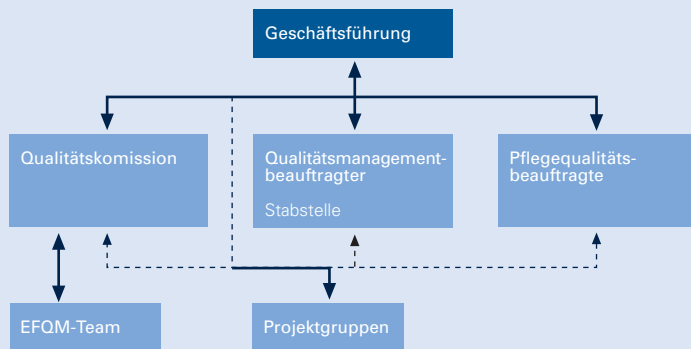 Geschäftsführung
Qualitätskomission
Qualitätsmanagement-
beauftragter
Stabstelle
Pflegequalitäts-
beauftragte
EFQM-Team
Projektgruppen